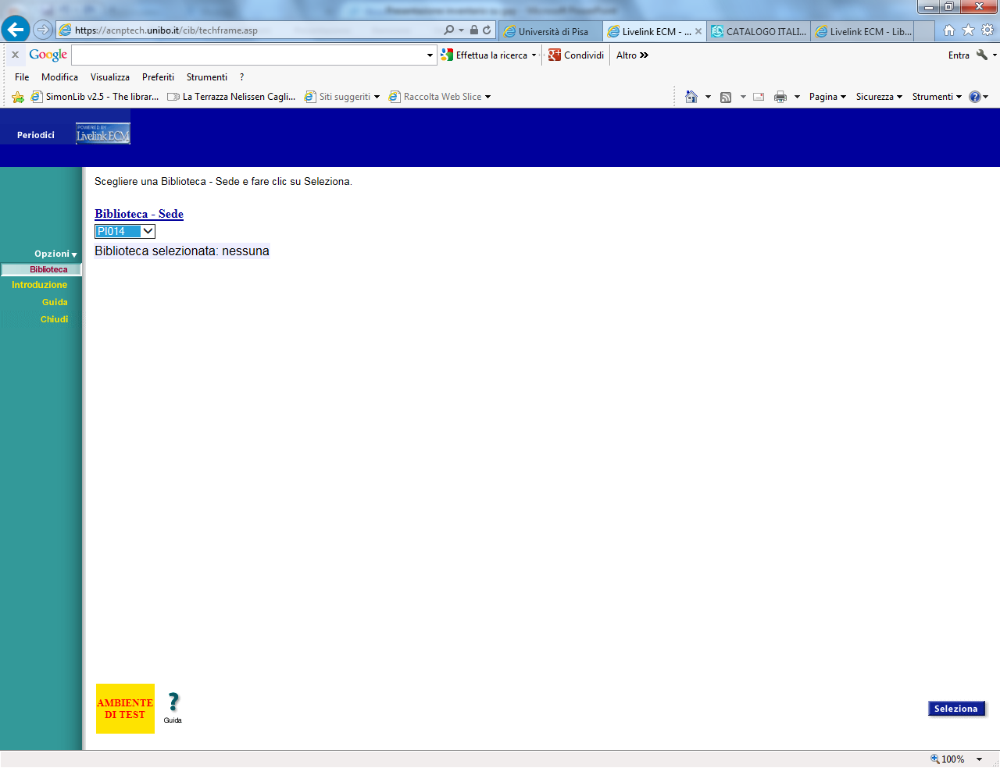 https://acnptech.unibo.it/cib/techframe.asp
Università di Pisa
Livelink ECM - ...
CATALOGO ITALI...
Livelink ECM - Lib...
Google
Effettua la ricerca
Condividi
Altro
Entra
File Modifica Visualizza Preferiti Strumenti ?
SimonLib v2.5 - The librar...
La Terrazza Nelissen Cagli...
Siti suggeriti
Raccolta Web Slice
Pagina
Sicurezza
Strumenti
Periodici
POWERED BY
Livelink ECM
Scegliere una Biblioteca - Sede e fare clic su Seleziona.
Biblioteca - Sede
PI014
Biblioteca selezionata: nessuna
Opzioni
Biblioteca
Introduzione
Guida
Chiudi
AMBIENTE
DI TEST
?
Guida
Seleziona
100%